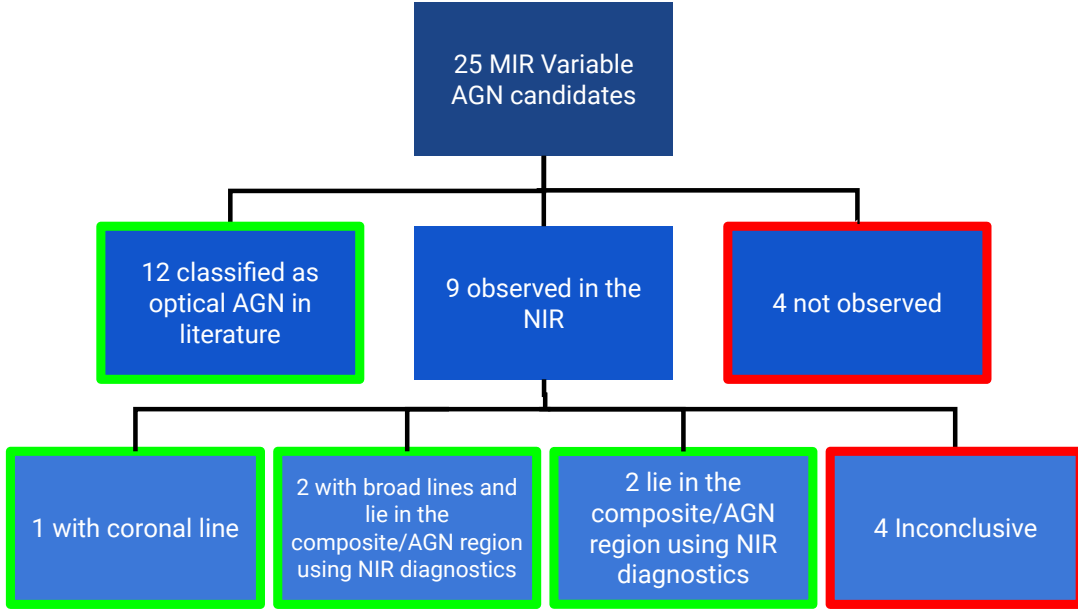 25 MIR Variable
AGN candidates
12 classified as
optical AGN in
literature
9 observed in the
NIR
4 not observed
1 with coronal line
2 with broad lines and
lie in the
composite/AGN region
using NIR diagnostics
2 lie in the
composite/AGN
region using NIR
diagnostics
4 Inconclusive